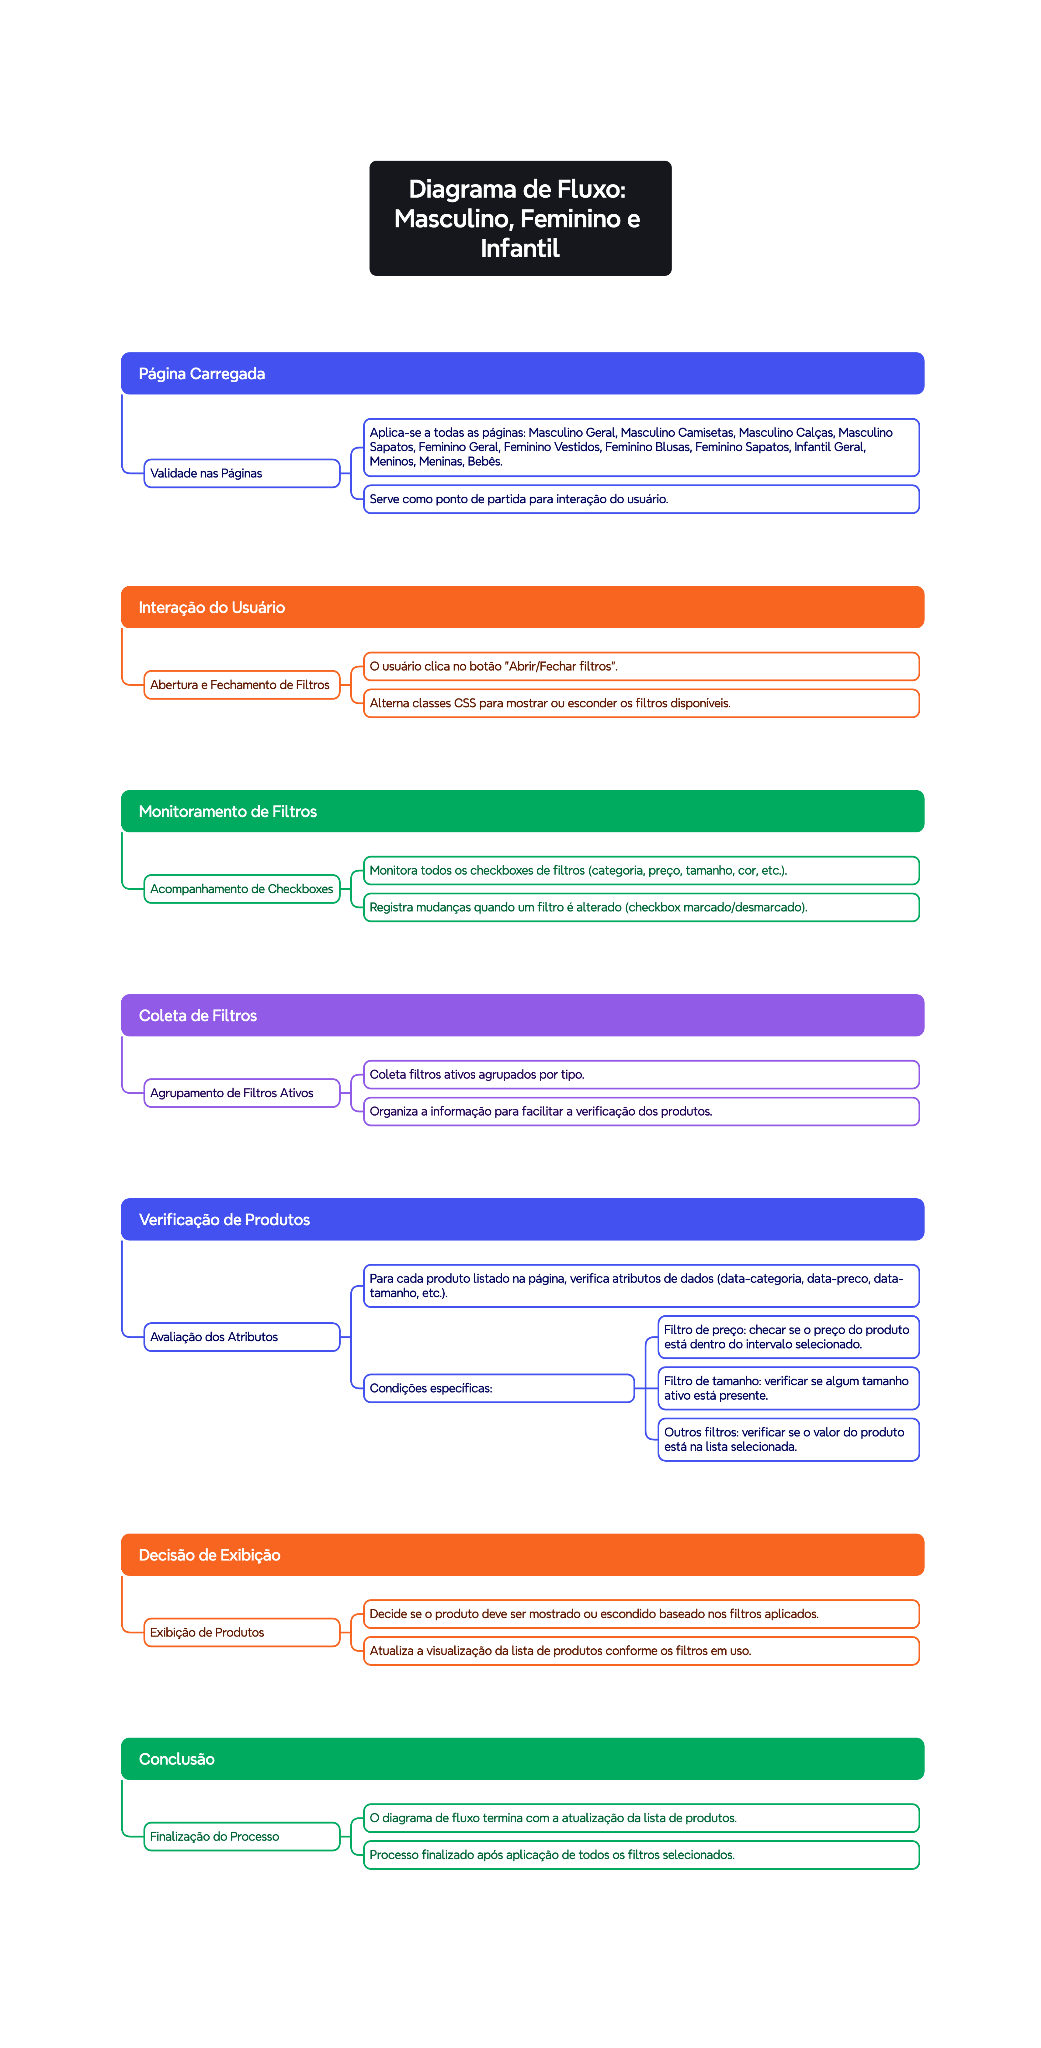 Diagrama de Fluxo:
Masculino, Feminino e
Infantil
Página Carregada
Validade nas Páginas
Aplica-se a todas as páginas: Masculino Geral, Masculino Camisetas, Masculino Calças, Masculino
Sapatos, Feminino Geral, Feminino Vestidos, Feminino Blusas, Feminino Sapatos, Infantil Geral,
Meninos, Meninas, Bebês.
Serve como ponto de partida para interação do usuário.
Interação do Usuário
Abertura e Fechamento de Filtros
O usuário clica no botão "Abrir/Fechar filtros".
Alterna classes CSS para mostrar ou esconder os filtros disponíveis.
Monitoramento de Filtros
Acompanhamento de Checkboxes
Monitora todos os checkboxes de filtros (categoria, preço, tamanho, cor, etc.).
Registra mudanças quando um filtro é alterado (checkbox marcado/desmarcado).
Coleta de Filtros
Agrupamento de Filtros Ativos
Coleta filtros ativos agrupados por tipo.
Organiza a informação para facilitar a verificação dos produtos.
Verificação de Produtos
Avaliação dos Atributos
Para cada produto listado na página, verifica atributos de dados (data-categoria, data-preco, data-
tamanho, etc.).
Condições específicas:
Filtro de preço: checar se o preço do produto
está dentro do intervalo selecionado.
Filtro de tamanho: verificar se algum tamanho
ativo está presente.
Outros filtros: verificar se o valor do produto
está na lista selecionada.
Decisão de Exibição
Exibição de Produtos
Decide se o produto deve ser mostrado ou escondido baseado nos filtros aplicados.
Atualiza a visualização da lista de produtos conforme os filtros em uso.
Conclusão
Finalização do Processo
O diagrama de fluxo termina com a atualização da lista de produtos.
Processo finalizado após aplicação de todos os filtros selecionados.